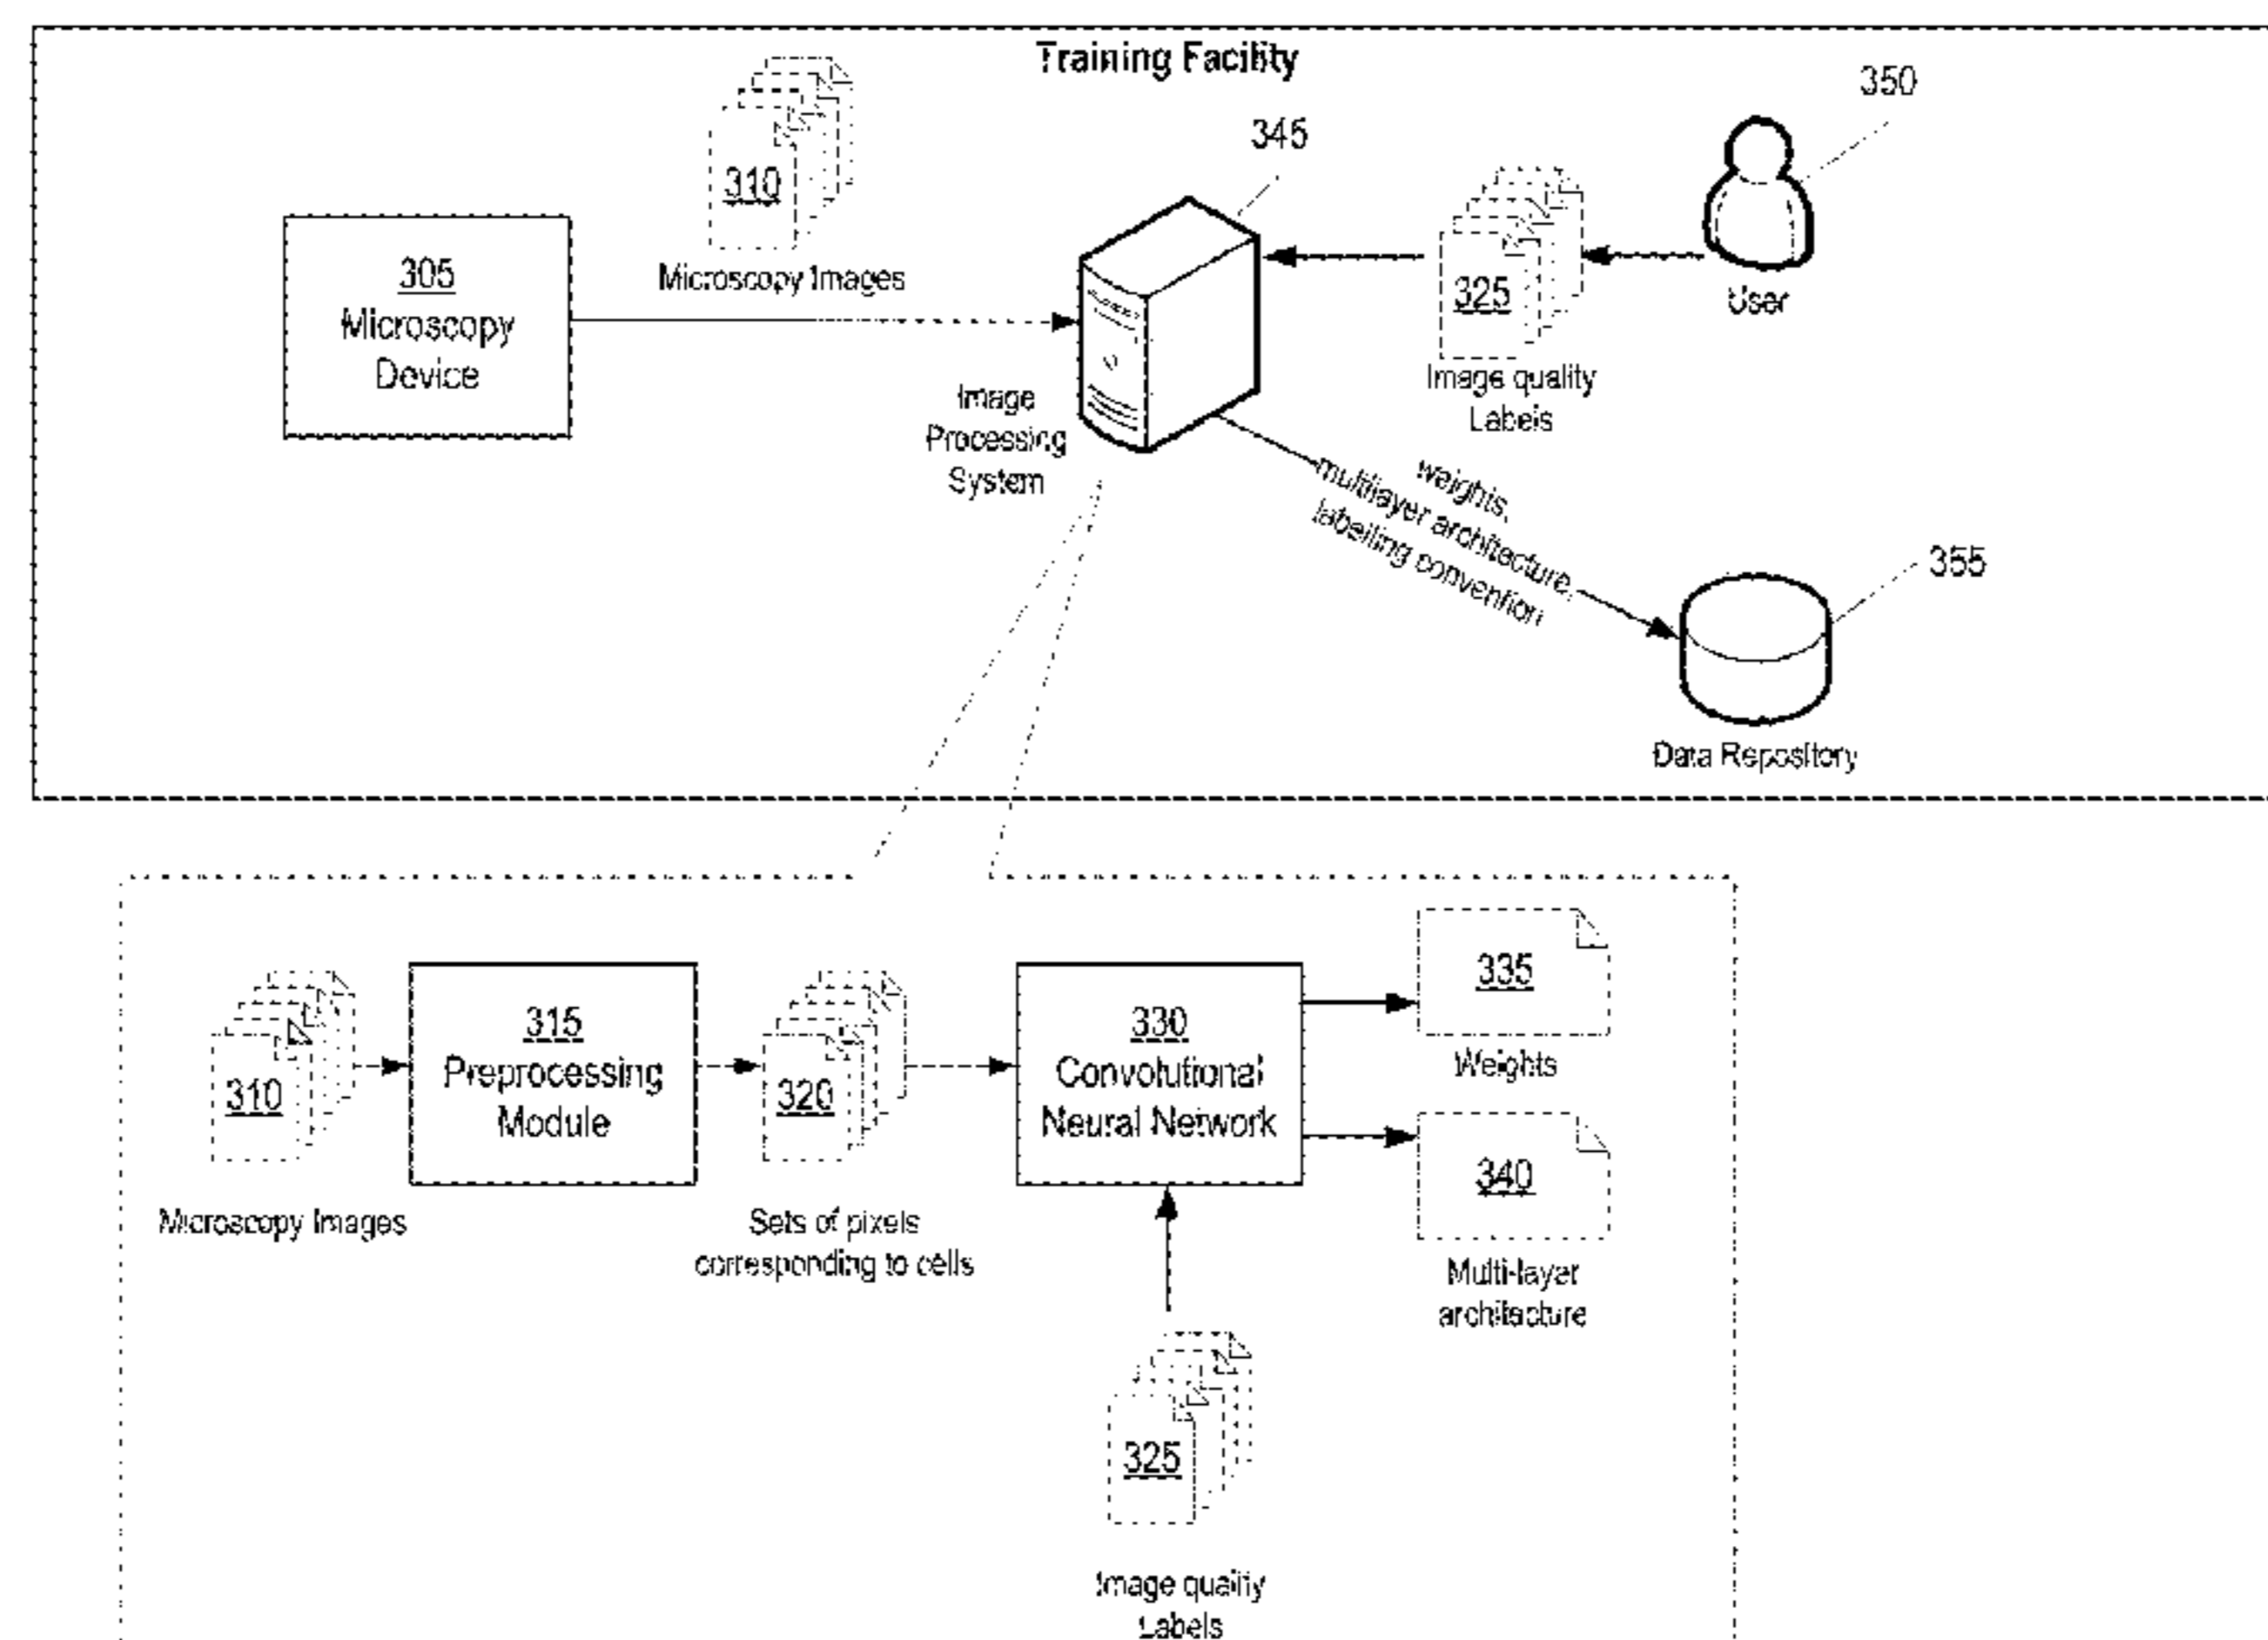 Training Facility
350
345
310
Microscopy Images
305
Microscopy
Device
325
Image quality
Labels
User
Image
Processing
System
weights,
multilayer architecture,
labelling convention
355
Data Repository
310
Microscopy Images
315
Preprocessing
Module
320
Sets of pixels
corresponding to cells
330
Convolutional
Neural Network
335
Weights
340
Multi-layer
architecture
325
Image quality
Labels